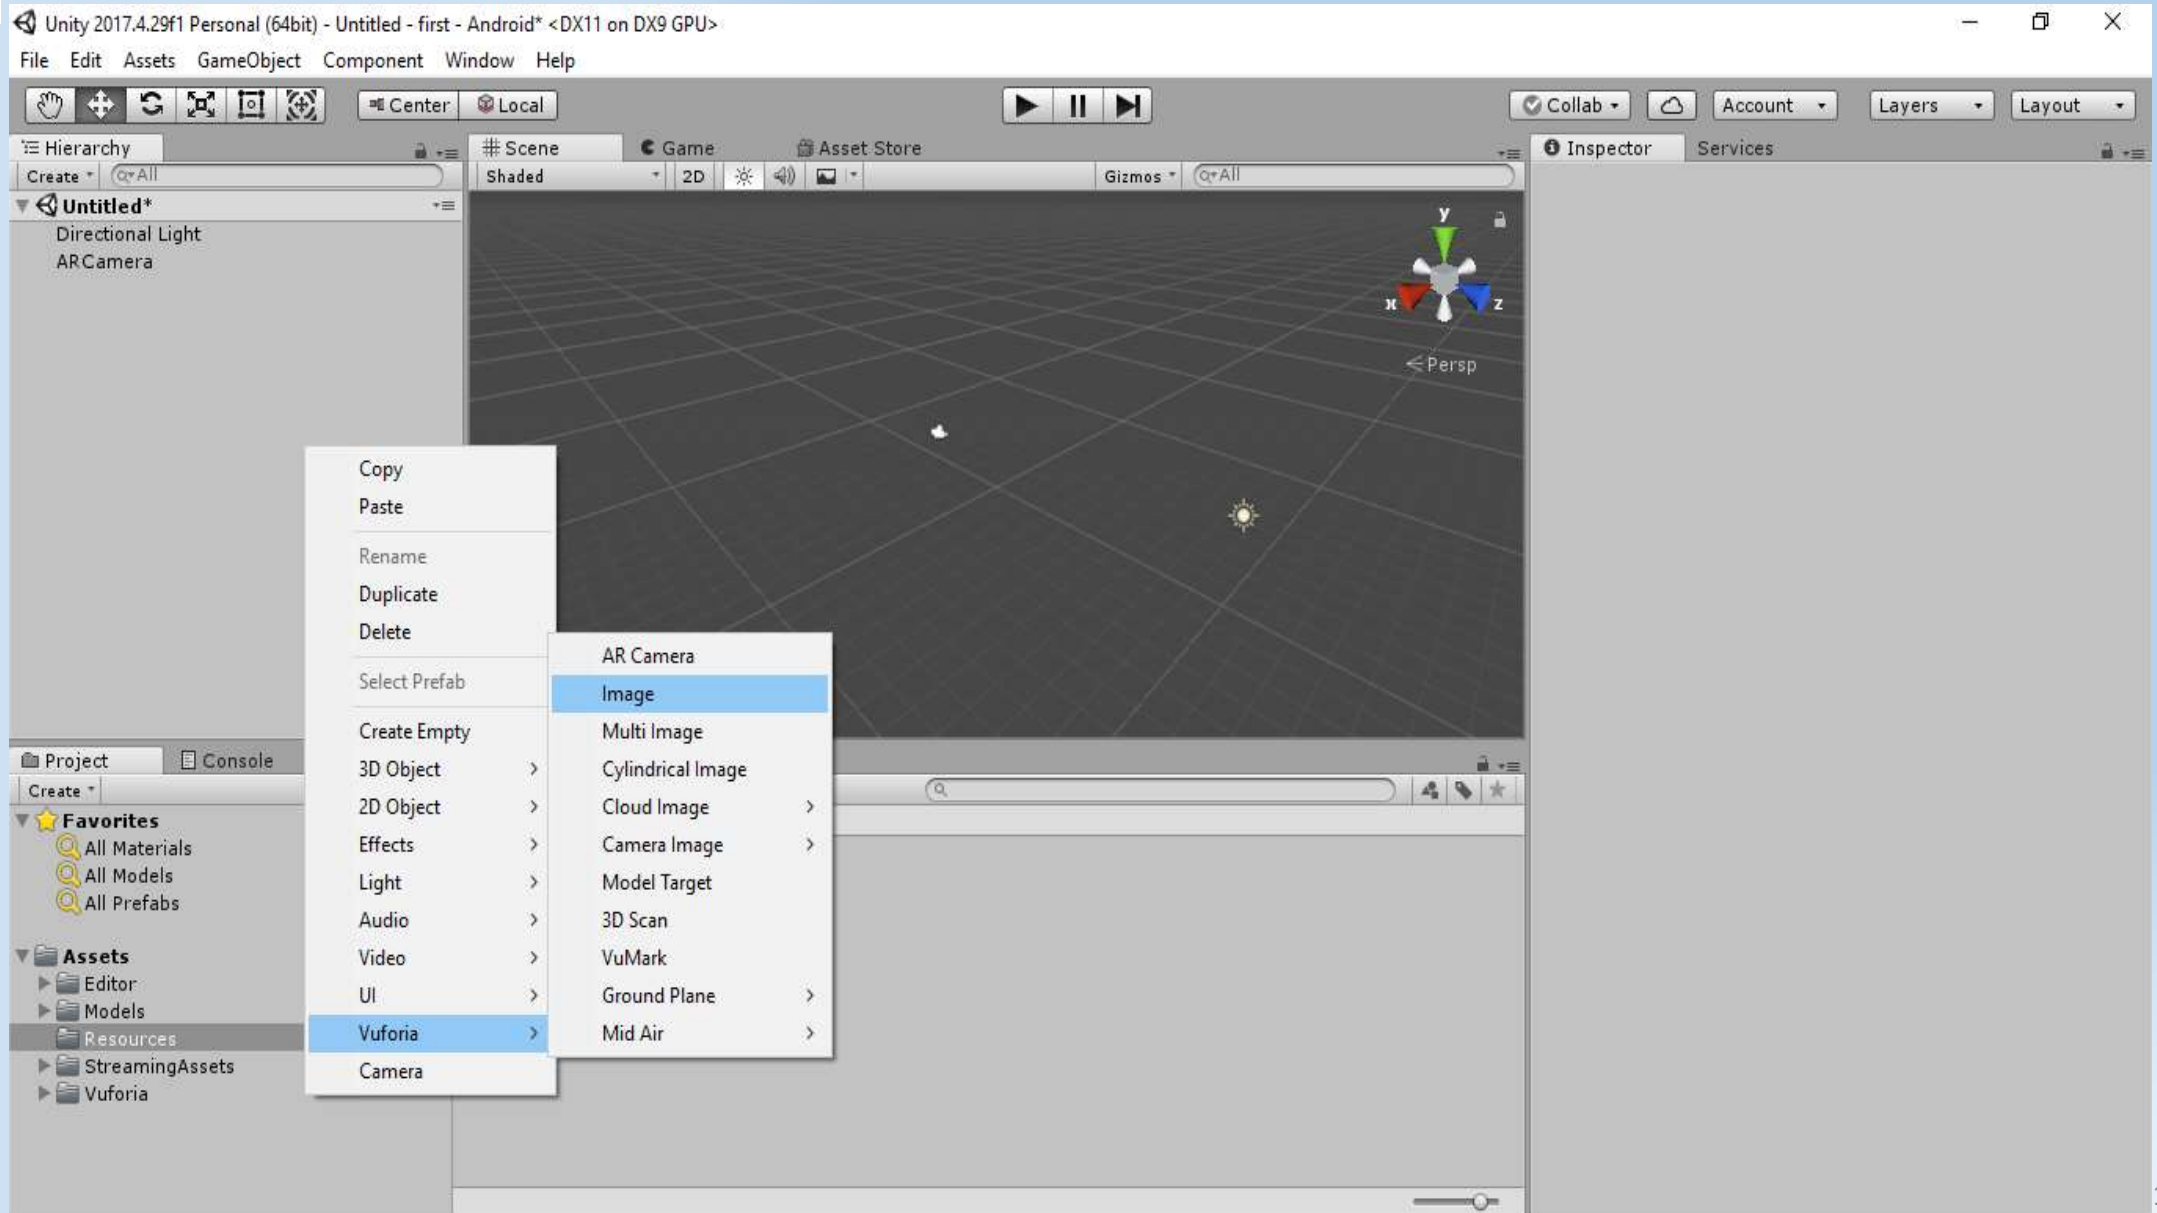 Unity 2017.4.29f1 Personal (64bit) - Untitled - first - Android* <DX11 on DX9 GPU>
File Edit Assets GameObject Component Window Help
Center Local Collab Account Layers Layout
Hierarchy
Create All
Untitled*
Directional Light
ARCamera
Scene Game Asset Store
Shaded 2D Gizmos All
y
x z
Persp
Inspector Services
Copy
Paste
Rename
Duplicate
Delete
Select Prefab
Create Empty
3D Object
2D Object
Effects
Light
Audio
Video
UI
Vuforia
Camera
AR Camera
Image
Multi Image
Cylindrical Image
Cloud Image
Camera Image
Model Target
3D Scan
VuMark
Ground Plane
Mid Air
Project Console
Create
Favorites
All Materials
All Models
All Prefabs
Assets
Editor
Models
Resources
StreamingAssets
Vuforia